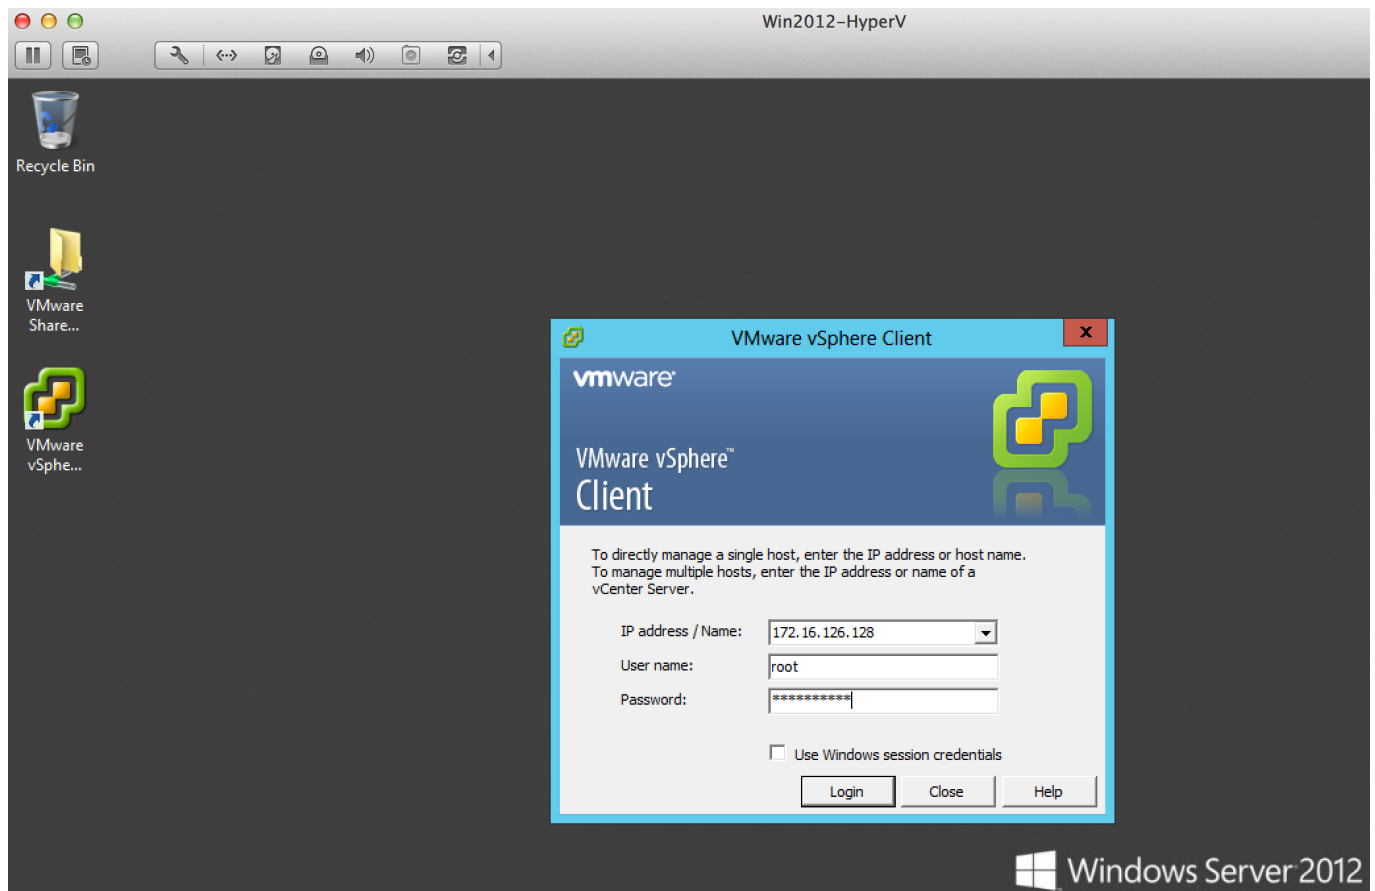 Win2012-HyperV
Recycle Bin
VMware
Share...
VMware
vSphe...
VMware vSphere Client
x
vmware
VMware vSphere™
Client
To directly manage a single host, enter the IP address or host name.
To manage multiple hosts, enter the IP address or name of a
vCenter Server.
IP address / Name: 172.16.126.128
User name: root
Password: **********
Use Windows session credentials
Login Close Help
Windows Server 2012